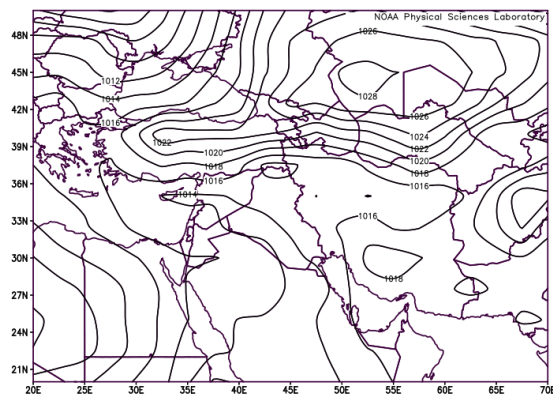 NOAA Physical Sciences Laboratory
48N
1026
45N
1012
1028
42N
1014
1026
1016
1024
39N
1022
1022
1020
1020
1018
1018
36N
1016
1016
1014
33N
1016
30N
1018
27N
24N
21N
20E 25E 30E 35E 40E 45E 50E 55E 60E 65E 70E